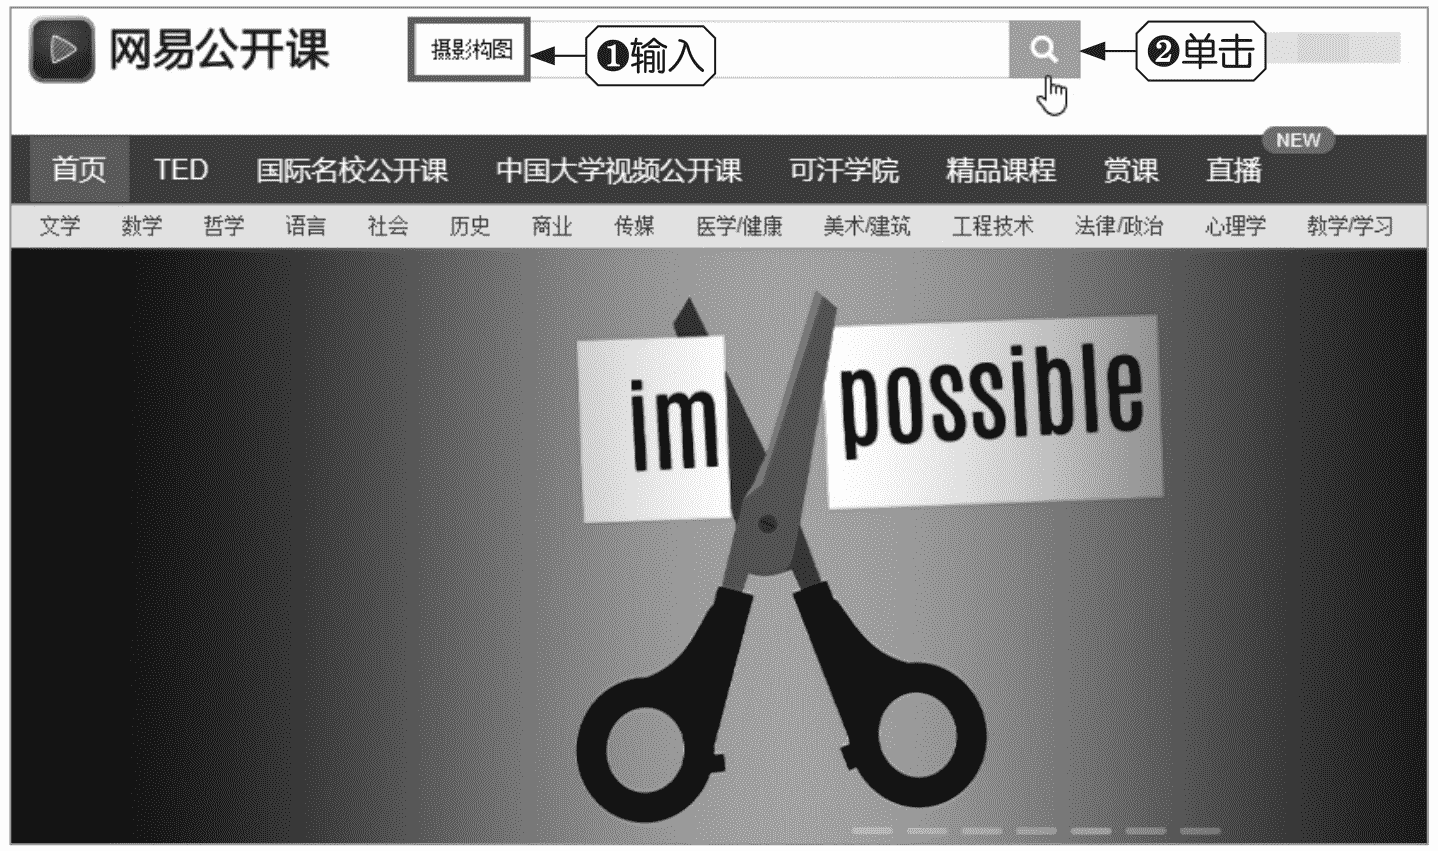 网易公开课 摄影构图 ❶输入 ❷单击
NEW
首页 TED 国际名校公开课 中国大学视频公开课 可汗学院 精品课程 赏课 直播
文学 数学 哲学 语言 社会 历史 商业 传媒 医学/健康 美术/建筑 工程技术 法律/政治 心理学 教学/学习
im possible